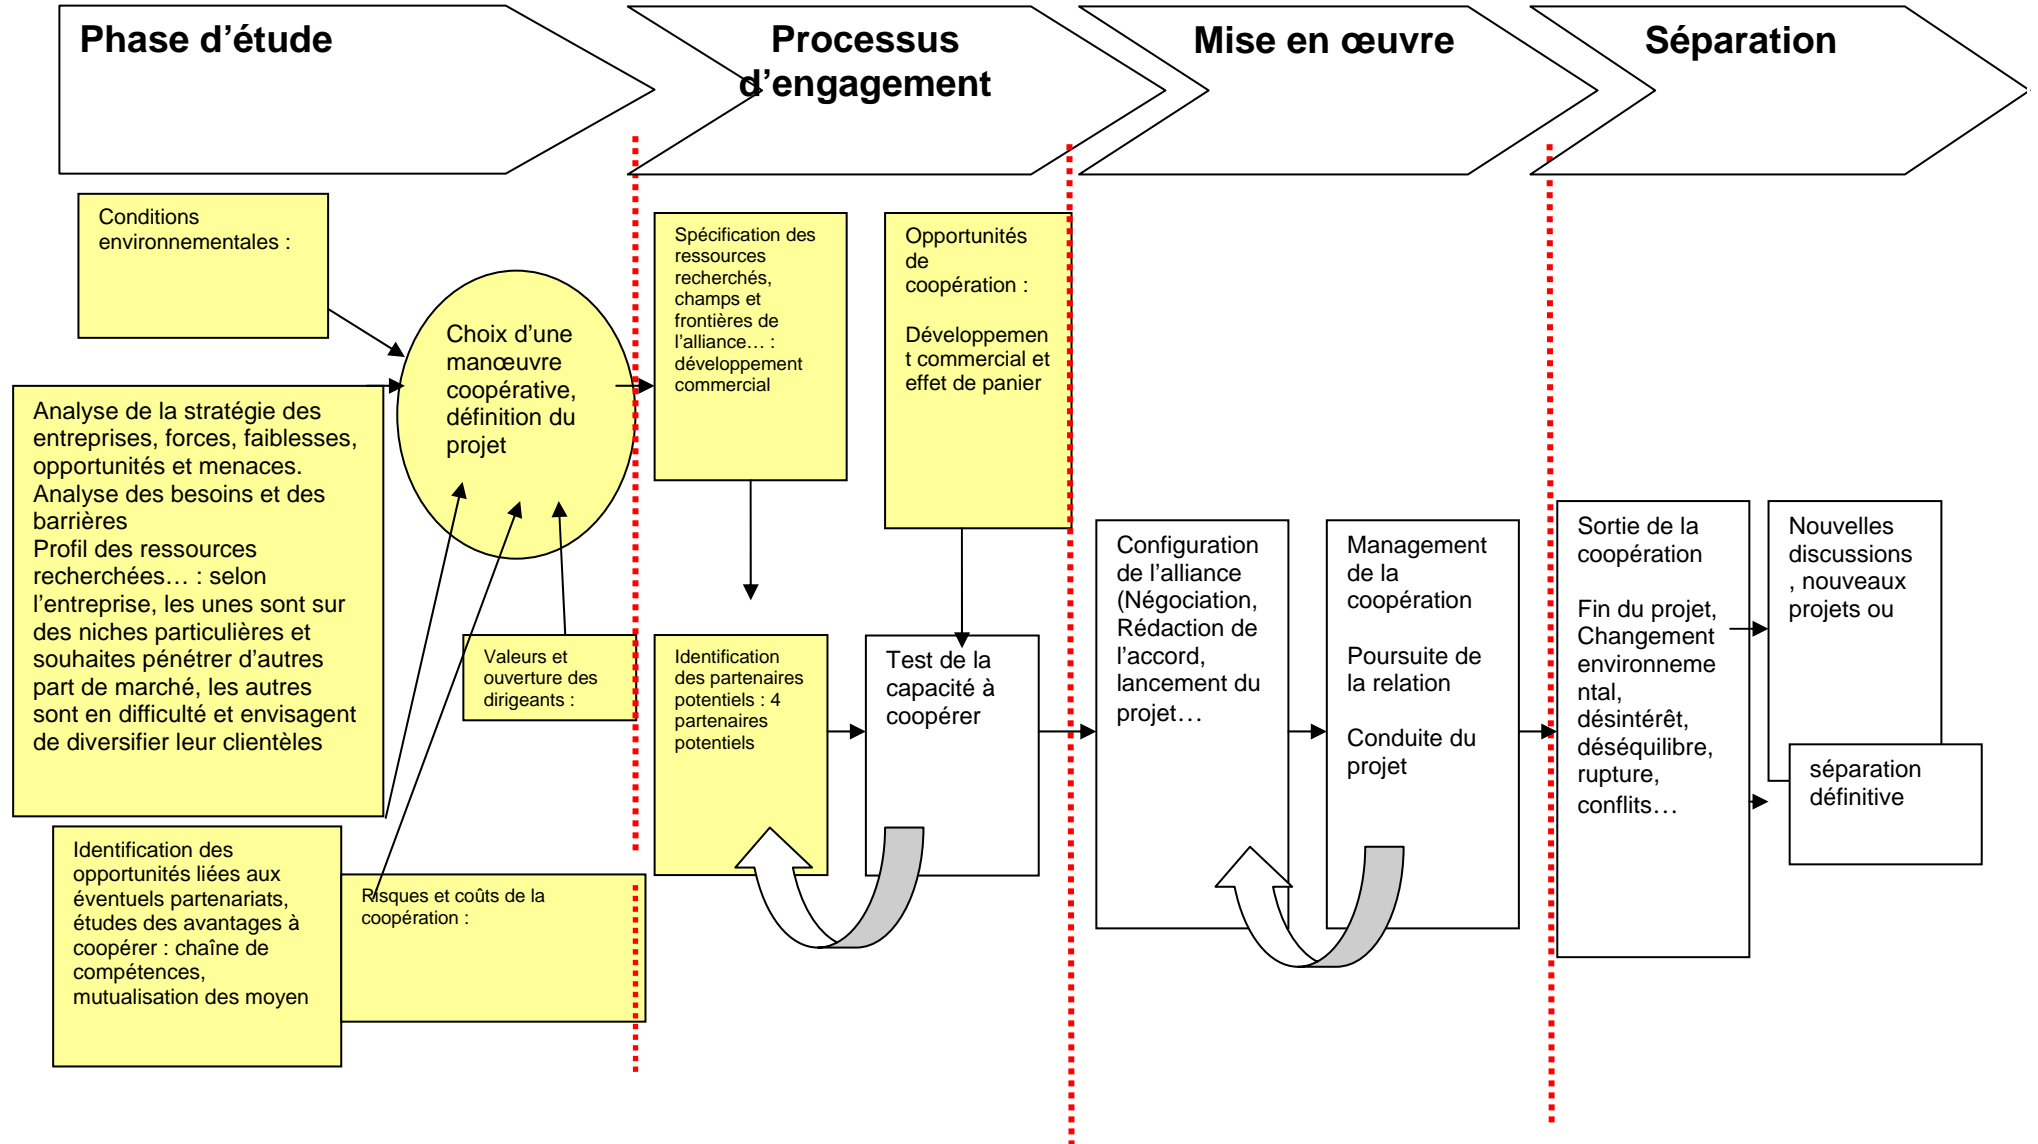 Phase d’étude
Processus
d’engagement
Mise en œuvre
Séparation
Conditions
environnementales :
Choix d’une
manœuvre
coopérative,
définition du
projet
Analyse de la stratégie des
entreprises, forces, faiblesses,
opportunités et menaces.
Analyse des besoins et des
barrières
Profil des ressources
recherchées… : selon
l’entreprise, les unes sont sur
des niches particulières et
souhaites pénétrer d’autres
part de marché, les autres
sont en difficulté et envisagent
de diversifier leur clientèles
Valeurs et
ouverture des
dirigeants :
Identification des
opportunités liées aux
éventuels partenariats,
études des avantages à
coopérer : chaîne de
compétences,
mutualisation des moyen
Risques et coûts de la
coopération :
Spécification des
ressources
recherchés,
champs et
frontières de
l’alliance… :
développement
commercial
Opportunités
de
coopération :
Développemen
t commercial et
effet de panier
Identification
des partenaires
potentiels : 4
partenaires
potentiels
Test de la
capacité à
coopérer
Configuration
de l’alliance
(Négociation,
Rédaction de
l’accord,
lancement du
projet…
Management
de la
coopération
Poursuite de
la relation
Conduite du
projet
Sortie de la
coopération
Fin du projet,
Changement
environneme
ntal,
désintérêt,
déséquilibre,
rupture,
conflits…
Nouvelles
discussions
, nouveaux
projets ou
séparation
définitive